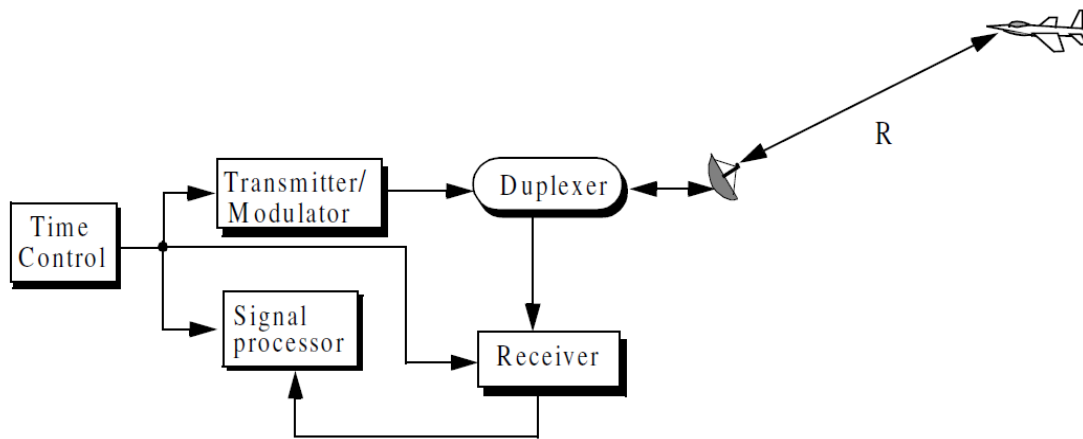 R
Transmitter/
Modulator
Duplexer
Time
Control
Signal
processor
Receiver